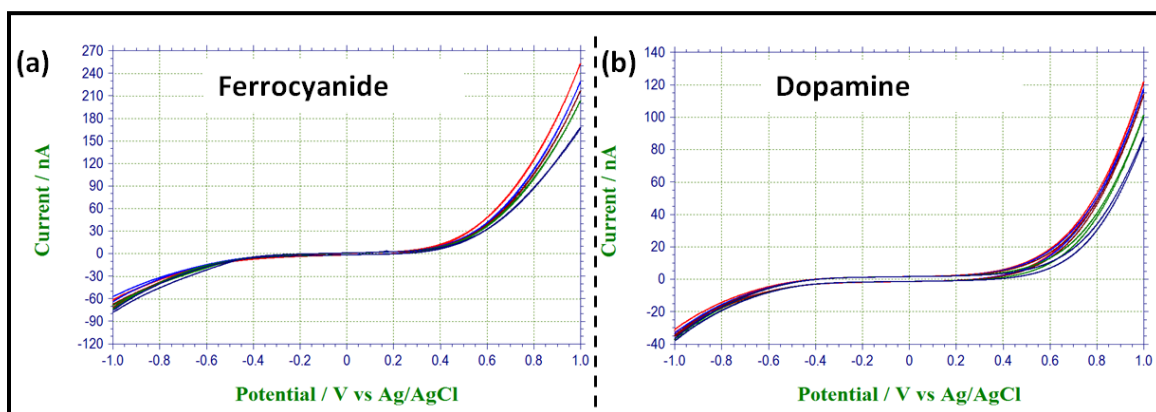 (a)
Ferrocyanide
Current / nA
270
240
210
180
150
120
90
60
30
0
-30
-60
-90
-120
-1.0 -0.8 -0.6 -0.4 -0.2 0 0.2 0.4 0.6 0.8 1.0
Potential / V vs Ag/AgCl
(b)
Dopamine
Current / nA
140
120
100
80
60
40
20
0
-20
-40
-1.0 -0.8 -0.6 -0.4 -0.2 0 0.2 0.4 0.6 0.8 1.0
Potential / V vs Ag/AgCl